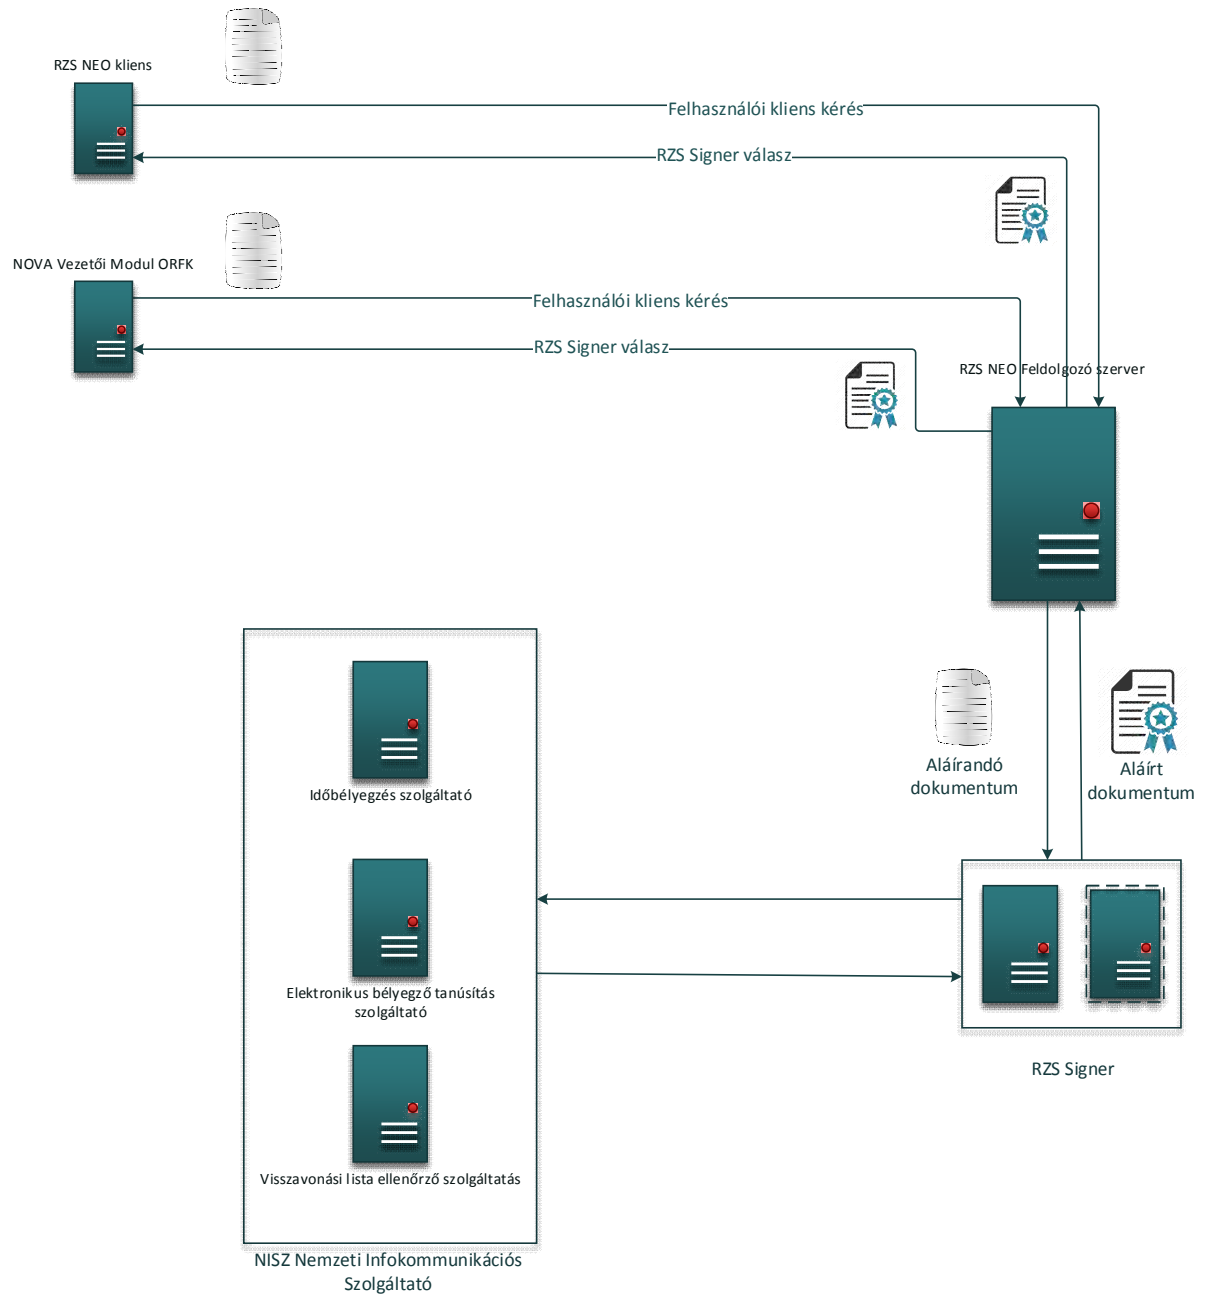 RZS NEO kliens
Felhasználói kliens kérés
RZS Signer válasz
NOVA Vezetői Modul ORFK
Felhasználói kliens kérés
RZS Signer válasz
RZS NEO Feldolgozó szerver
Aláírandó
dokumentum
Aláírt
dokumentum
Időbélyegzés szolgáltató
Elektronikus bélyegző tanúsítás
szolgáltató
Visszavonási lista ellenőrző szolgáltatás
RZS Signer
NISZ Nemzeti Infokommunikációs
Szolgáltató